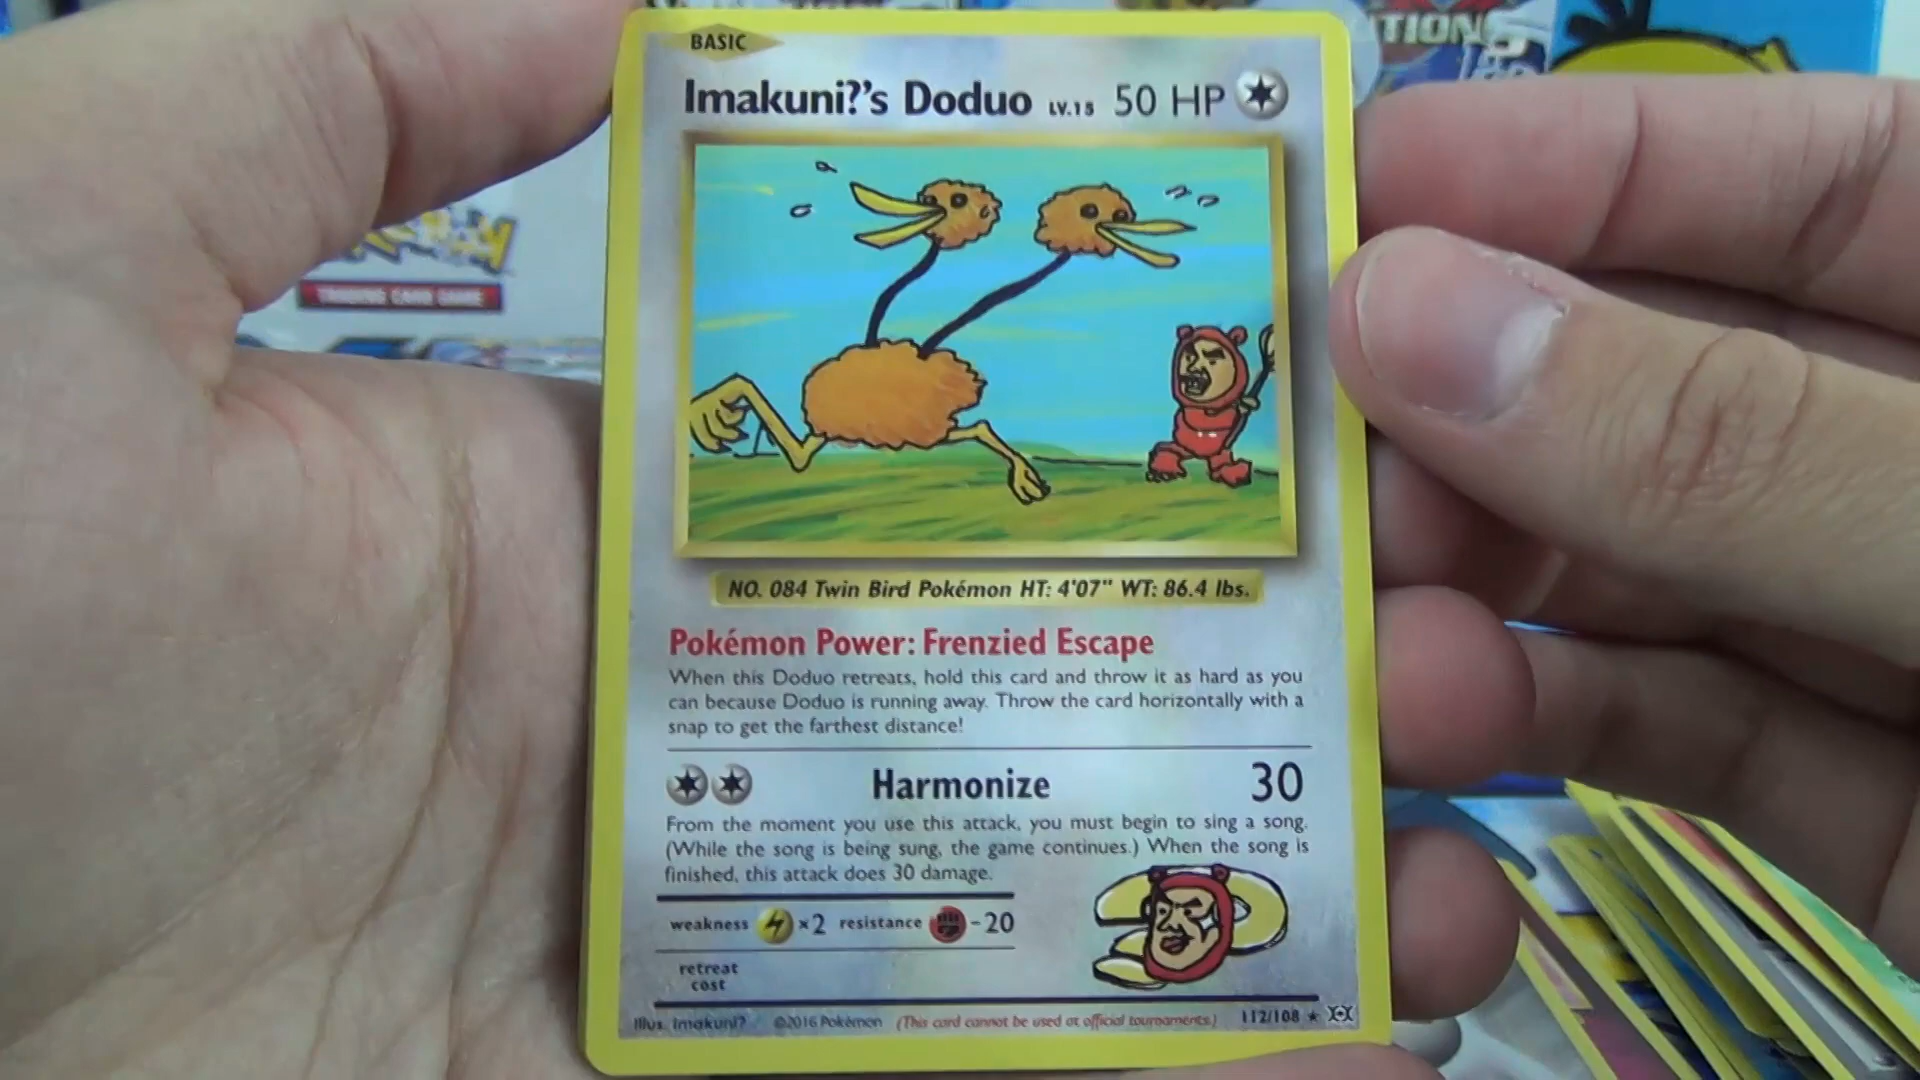 TION
BASIC
Imakuni?'s Doduo LV.15 50 HP
TRADING CARD GAME
NO. 084 Twin Bird Pokémon HT: 4'07" WT: 86.4 lbs.
Pokémon Power: Frenzied Escape
When this Doduo retreats, hold this card and throw it as hard as you
can because Doduo is running away. Throw the card horizontally with a
snap to get the farthest distance!
Harmonize 30
From the moment you use this attack, you must begin to sing a song.
(While the song is being sung, the game continues.) When the song is
finished, this attack does 30 damage.
weakness ×2 resistance -20
retreat
cost
Illus. Imakuni? ©2016 Pokémon (This card cannot be used at official tournaments.) 112/108